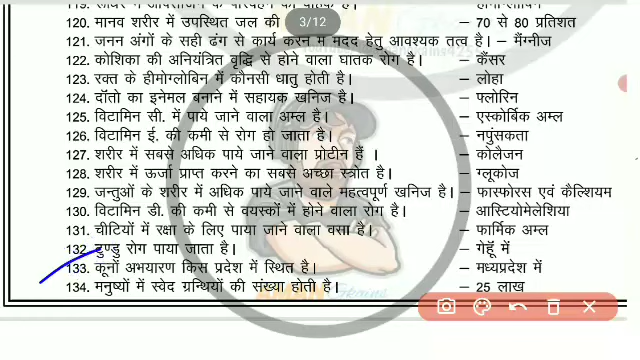 120. मानव शरीर में उपस्थित जल की 3/12 – 70 से 80 प्रतिशत
121. जनन अंगों के सही ढंग से कार्य करने में मदद हेतु आवश्यक तत्व है। – मैंग्नीज
122. कोशिका की अनियंत्रित वृद्धि से होने वाला घातक रोग है। – कैंसर
123. रक्त के हीमोग्लोबिन में कौनसी धातु होती है। – लोहा
124. दाँतो का इनेमल बनाने में सहायक खनिज है। – फ्लोरिन
125. विटामिन सी. में पाये जाने वाला अम्ल है। – एस्कोर्बिक अम्ल
126. विटामिन ई. की कमी से रोग हो जाता है। – नपुंसकता
127. शरीर में सबसे अधिक पाये जाने वाला प्रोटीन हैं । – कोलैजन
128. शरीर में ऊर्जा प्राप्त करने का सबसे अच्छा स्त्रोत है। – ग्लूकोज
129. जन्तुओं के शरीर में अधिक पाये जाने वाले महत्वपूर्ण खनिज है। – फास्फोरस एवं कैल्शियम
130. विटामिन डी. की कमी से वयस्कों में होने वाला रोग है। – आस्टियोमेलेशिया
131. चीटियों में रक्षा के लिए पाया जाने वाला वसा है। – फार्मिक अम्ल
132. टुण्डु रोग पाया जाता है। – गेहूँ में
133. कूनों अभयारण किस प्रदेश में स्थित है। – मध्यप्रदेश में
134. मनुष्यों में स्वेद ग्रन्थियों की संख्या होती है। – 25 लाख